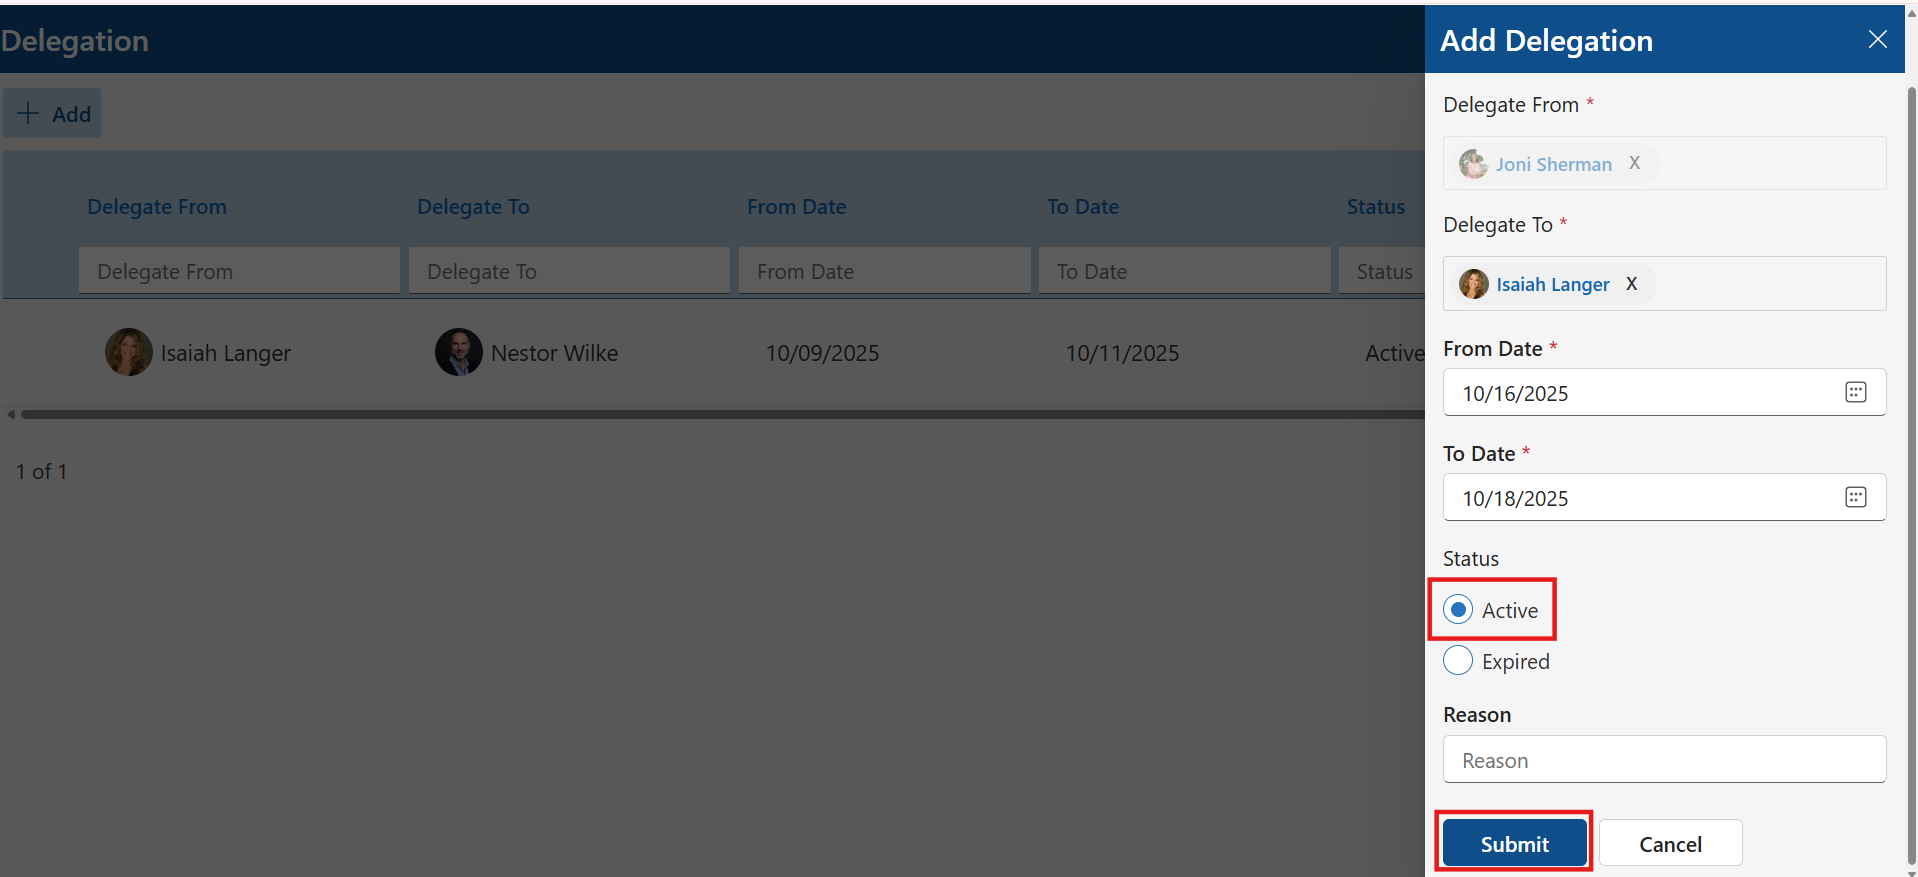 Delegation
Add
Delegate From
Delegate To
From Date
To Date
Status
Delegate From
Delegate To
From Date
To Date
Status
Isaiah Langer
Nestor Wilke
10/09/2025
10/11/2025
Active
1 of 1
Add Delegation
Delegate From *
Joni Sherman X
Delegate To *
Isaiah Langer X
From Date *
10/16/2025
To Date *
10/18/2025
Status
Active
Expired
Reason
Reason
Submit
Cancel